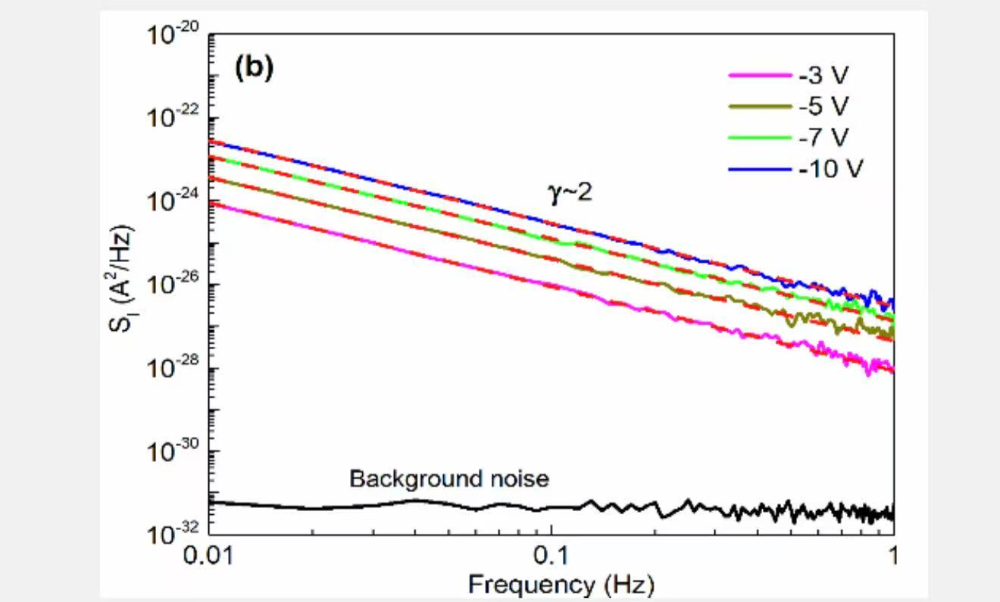 (b)
-3 V
-5 V
-7 V
-10 V
γ~2
Background noise
10⁻²⁰
10⁻²²
10⁻²⁴
10⁻²⁶
10⁻²⁸
10⁻³⁰
10⁻³²
S_I (A²/Hz)
0.01 0.1 1
Frequency (Hz)